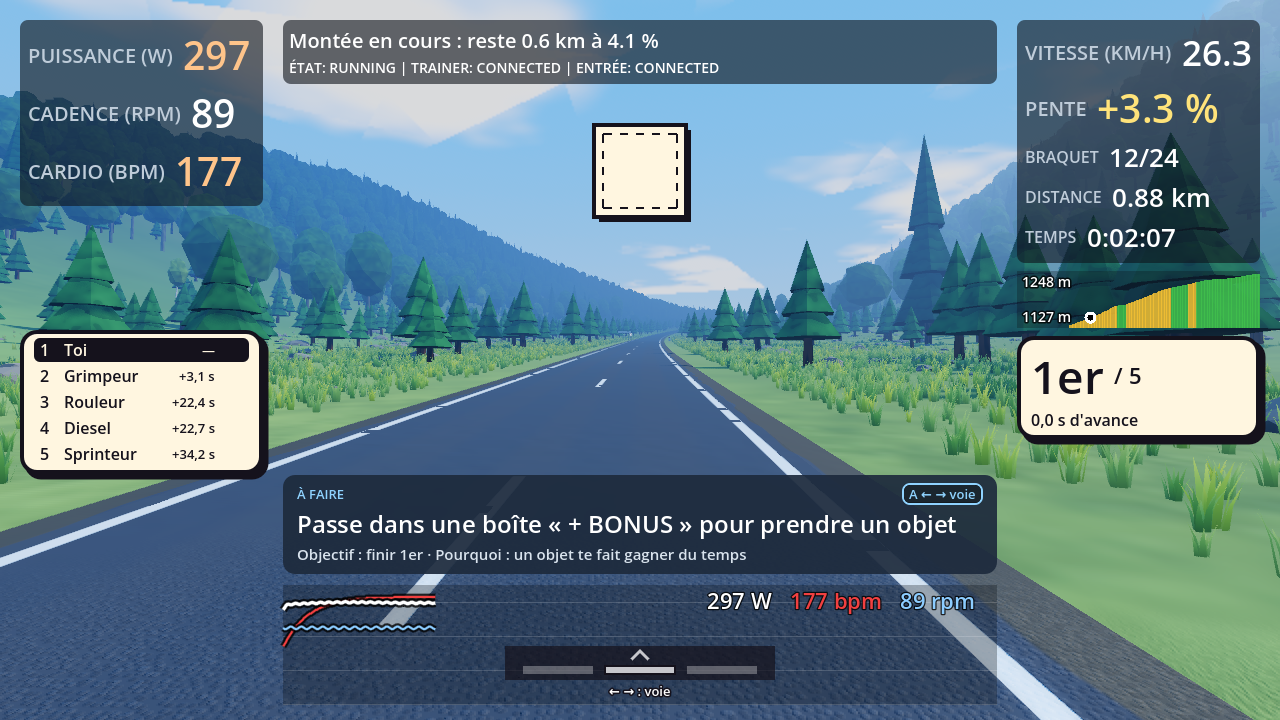 PUISSANCE (W) 297
CADENCE (RPM) 89
CARDIO (BPM) 177
Montée en cours : reste 0.6 km à 4.1 %
ÉTAT: RUNNING | TRAINER: CONNECTED | ENTRÉE: CONNECTED
VITESSE (KM/H) 26.3
PENTE +3.3 %
BRAQUET 12/24
DISTANCE 0.88 km
TEMPS 0:02:07
1248 m
1127 m
1 Toi —
2 Grimpeur +3,1 s
3 Rouleur +22,4 s
4 Diesel +22,7 s
5 Sprinteur +34,2 s
1er / 5
0,0 s d'avance
À FAIRE
A ← → voie
Passe dans une boîte « + BONUS » pour prendre un objet
Objectif : finir 1er · Pourquoi : un objet te fait gagner du temps
297 W 177 bpm 89 rpm
← → : voie